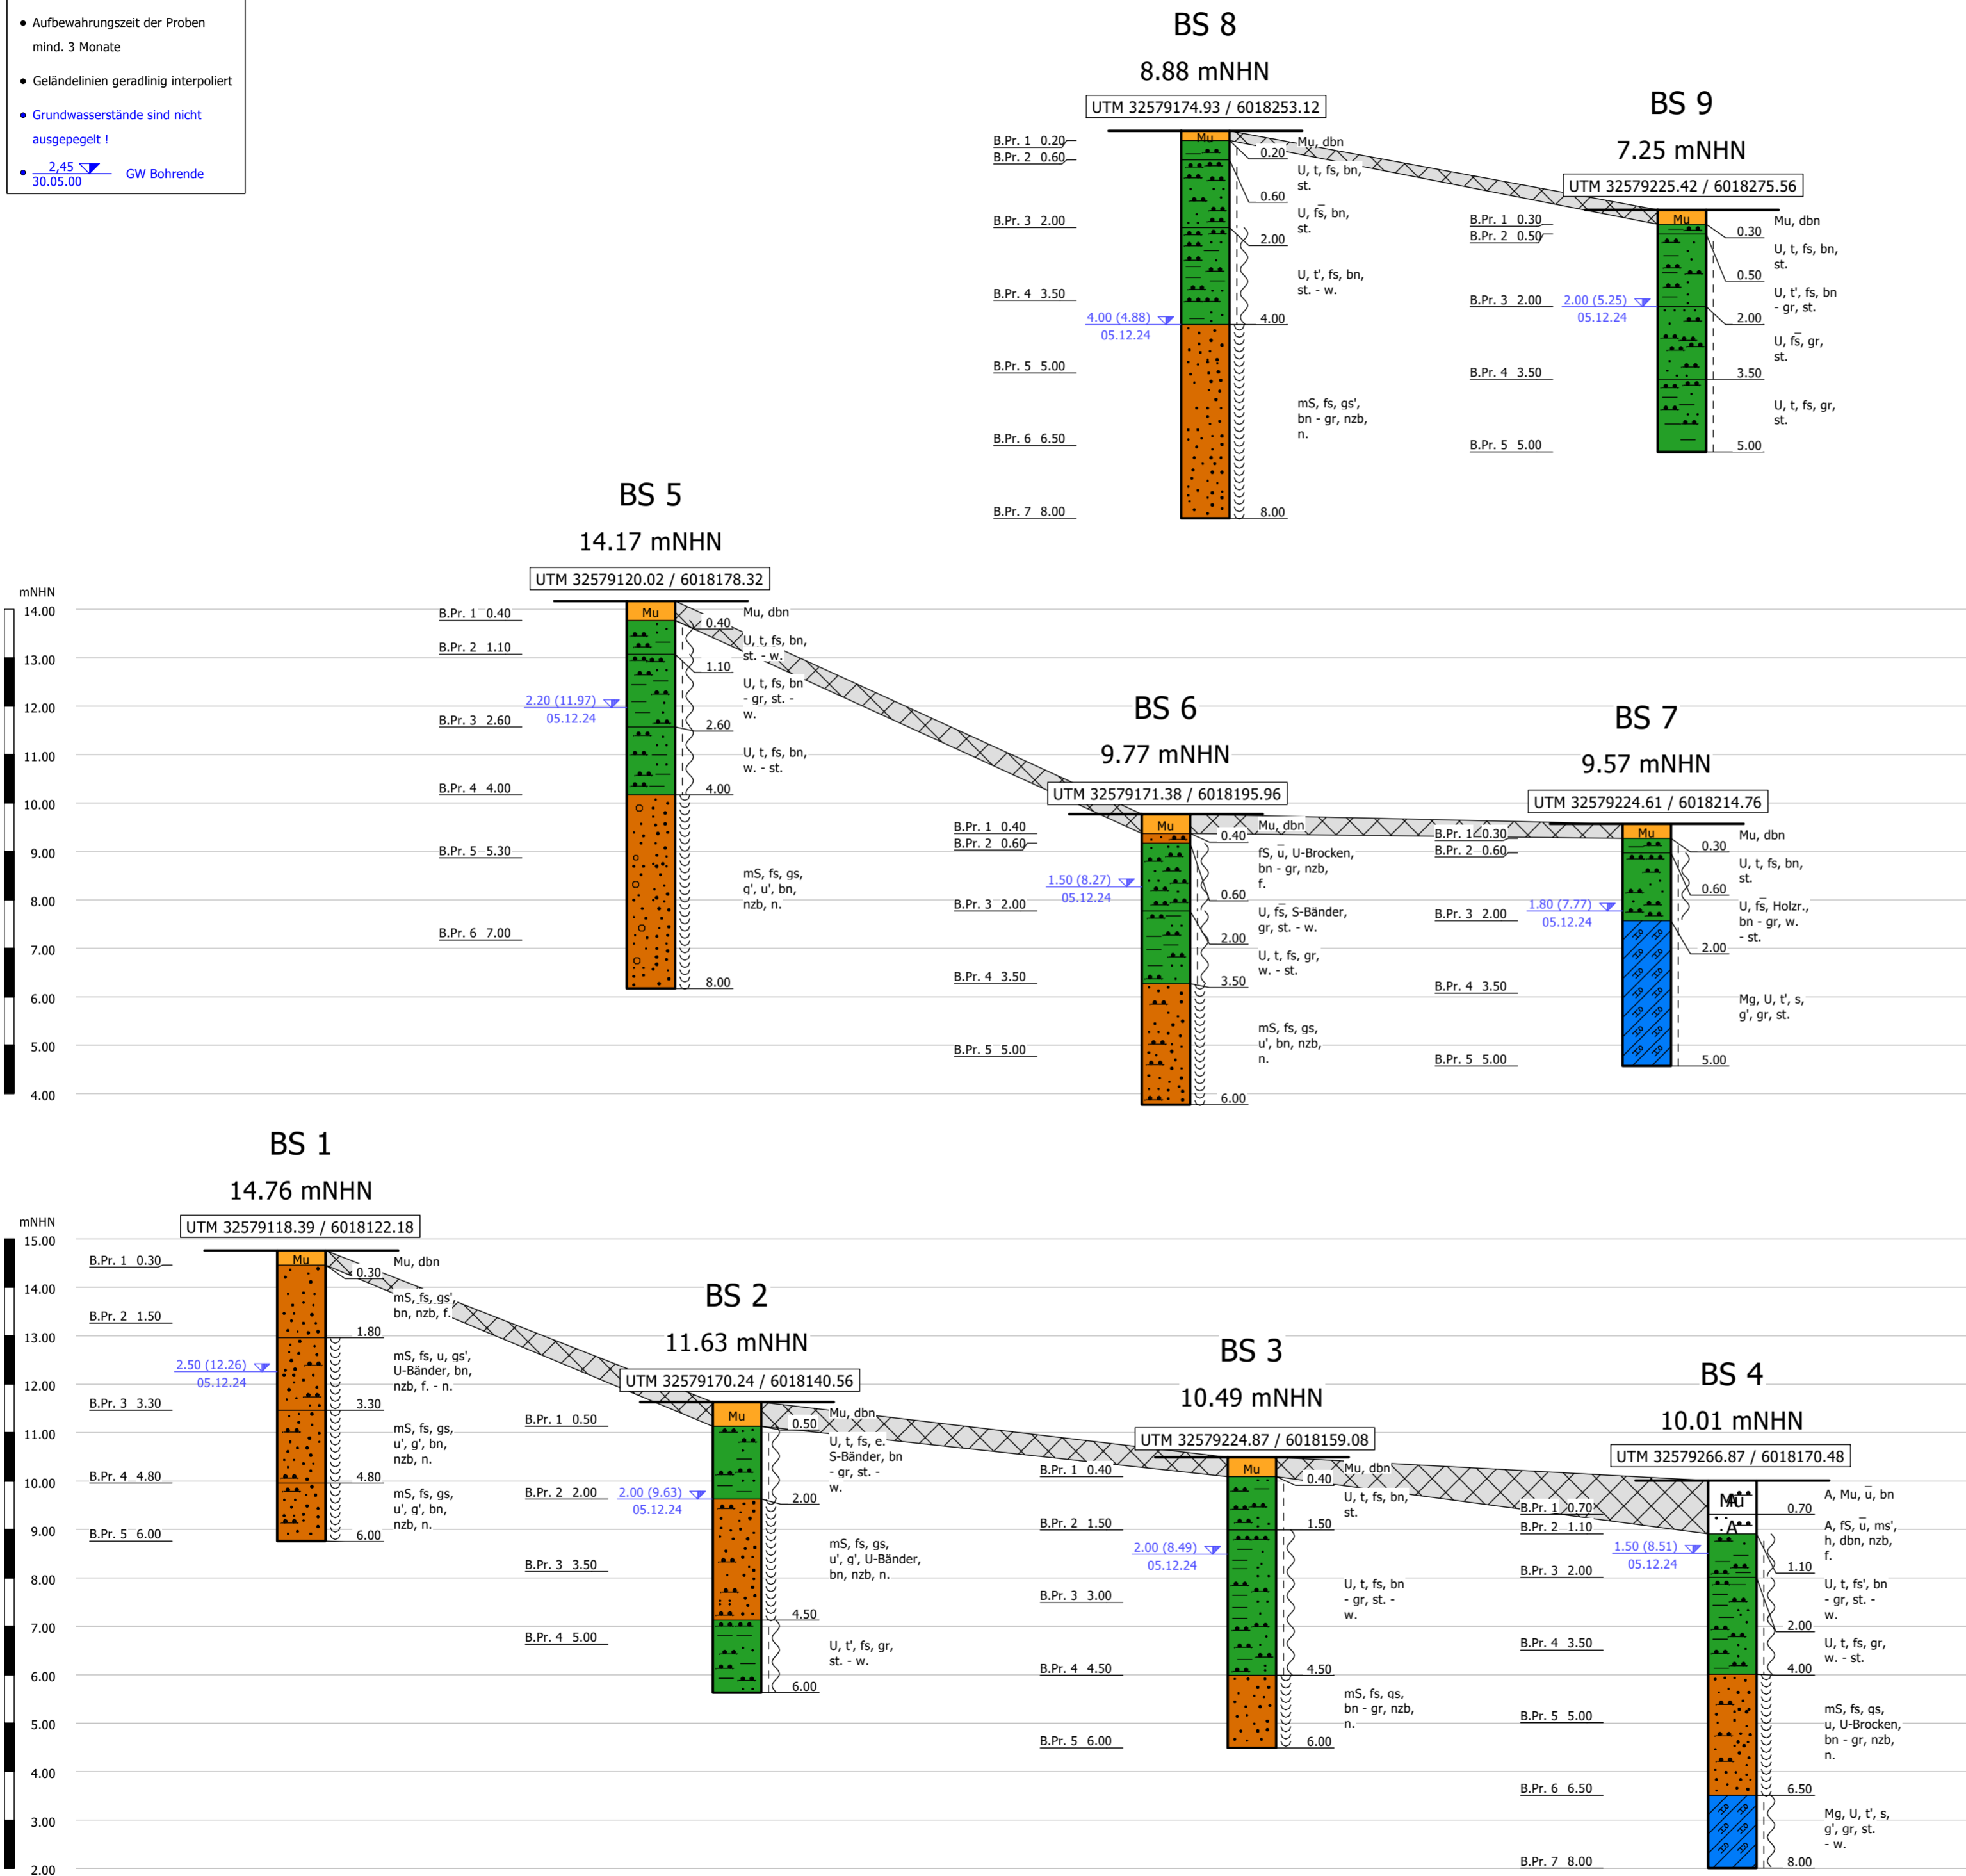 • Aufbewahrungszeit der Proben
mind. 3 Monate
• Geländelinien geradlinig interpoliert
• Grundwasserstände sind nicht
ausgepegelt !
• 2,45
30.05.00
GW Bohrende
BS 8
8.88 mNHN
UTM 32579174.93 / 6018253.12
B.Pr. 1 0.20
B.Pr. 2 0.60
B.Pr. 3 2.00
B.Pr. 4 3.50
4.00 (4.88)
05.12.24
B.Pr. 5 5.00
B.Pr. 6 6.50
B.Pr. 7 8.00
Mu
Mu, dbn
0.20
U, t, fs, bn,
st.
0.60
U, f̅s̅, bn,
st.
2.00
U, t', fs, bn,
st. - w.
4.00
mS, fs, gs',
bn - gr, nzb,
n.
8.00
BS 9
7.25 mNHN
UTM 32579225.42 / 6018275.56
B.Pr. 1 0.30
B.Pr. 2 0.50
B.Pr. 3 2.00
2.00 (5.25)
05.12.24
B.Pr. 4 3.50
B.Pr. 5 5.00
Mu
Mu, dbn
0.30
U, t, fs, bn,
st.
0.50
U, t', fs, bn
- gr, st.
2.00
U, f̅s̅, gr,
st.
3.50
U, t, fs, gr,
st.
5.00
mNHN
14.00
13.00
12.00
11.00
10.00
9.00
8.00
7.00
6.00
5.00
4.00
BS 5
14.17 mNHN
UTM 32579120.02 / 6018178.32
B.Pr. 1 0.40
B.Pr. 2 1.10
2.20 (11.97)
05.12.24
B.Pr. 3 2.60
B.Pr. 4 4.00
B.Pr. 5 5.30
B.Pr. 6 7.00
Mu
Mu, dbn
0.40
U, t, fs, bn,
st. - w.
1.10
U, t, fs, bn
- gr, st. -
w.
2.60
U, t, fs, bn,
w. - st.
4.00
mS, fs, gs,
g', u', bn,
nzb, n.
8.00
BS 6
9.77 mNHN
UTM 32579171.38 / 6018195.96
B.Pr. 1 0.40
B.Pr. 2 0.60
1.50 (8.27)
05.12.24
B.Pr. 3 2.00
B.Pr. 4 3.50
B.Pr. 5 5.00
Mu
Mu, dbn
0.40
fS, u̅, U-Brocken,
bn - gr, nzb,
f.
0.60
U, f̅s̅, S-Bänder,
gr, st. - w.
2.00
U, t, fs, gr,
w. - st.
3.50
mS, fs, gs,
u', bn, nzb,
n.
6.00
BS 7
9.57 mNHN
UTM 32579224.61 / 6018214.76
B.Pr. 1 0.30
B.Pr. 2 0.60
1.80 (7.77)
05.12.24
B.Pr. 3 2.00
B.Pr. 4 3.50
B.Pr. 5 5.00
Mu
Mu, dbn
0.30
U, t, fs, bn,
st.
0.60
U, f̅s̅, Holzr.,
bn - gr, w.
- st.
2.00
Mg, U, t', s,
g', gr, st.
5.00
mNHN
15.00
14.00
13.00
12.00
11.00
10.00
9.00
8.00
7.00
6.00
5.00
4.00
3.00
2.00
BS 1
14.76 mNHN
UTM 32579118.39 / 6018122.18
B.Pr. 1 0.30
B.Pr. 2 1.50
2.50 (12.26)
05.12.24
B.Pr. 3 3.30
B.Pr. 4 4.80
B.Pr. 5 6.00
Mu
Mu, dbn
0.30
mS, fs, gs',
bn, nzb, f.
1.80
mS, fs, u, gs',
U-Bänder, bn,
nzb, f. - n.
3.30
mS, fs, gs,
u', g', bn,
nzb, n.
4.80
mS, fs, gs,
u', g', bn,
nzb, n.
6.00
BS 2
11.63 mNHN
UTM 32579170.24 / 6018140.56
B.Pr. 1 0.50
B.Pr. 2 2.00
2.00 (9.63)
05.12.24
B.Pr. 3 3.50
B.Pr. 4 5.00
Mu
Mu, dbn
0.50
U, t, fs, e.
S-Bänder, bn
- gr, st. -
w.
2.00
mS, fs, gs,
u', g', U-Bänder,
bn, nzb, n.
4.50
U, t', fs, gr,
st. - w.
6.00
BS 3
10.49 mNHN
UTM 32579224.87 / 6018159.08
B.Pr. 1 0.40
B.Pr. 2 1.50
2.00 (8.49)
05.12.24
B.Pr. 3 3.00
B.Pr. 4 4.50
B.Pr. 5 6.00
Mu
Mu, dbn
0.40
U, t, fs, bn,
st.
1.50
U, t, fs, bn
- gr, st. -
w.
4.50
mS, fs, gs,
bn - gr, nzb,
n.
6.00
BS 4
10.01 mNHN
UTM 32579266.87 / 6018170.48
B.Pr. 1 0.70
B.Pr. 2 1.10
1.50 (8.51)
05.12.24
B.Pr. 3 2.00
B.Pr. 4 3.50
B.Pr. 5 5.00
B.Pr. 6 6.50
B.Pr. 7 8.00
Mu
A
A
A, Mu, u̅, bn
0.70
A, fS, u̅, ms',
h, dbn, nzb,
f.
1.10
U, t, fs', bn
- gr, st. -
w.
2.00
U, t, fs, gr,
w. - st.
4.00
mS, fs, gs,
u, U-Brocken,
bn - gr, nzb,
n.
6.50
Mg, U, t', s,
g', gr, st.
- w.
8.00